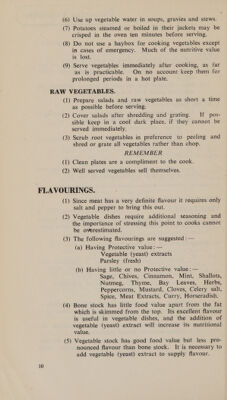 (6) Use up vegetable water in soups, gravies and stews.
(7) Potatoes steamed or boiled in their jackets may be
crisped in the oven ten minutes before serving.
(8) Do not use a haybox for cooking vegetables except
in cases of emergency. Much of the nutritive value
is lost.
(9) Serve vegetables immediately after cooking, as far
as is practicable. On no account keep them for
prolonged periods in a hot plate.
RAW VEGETABLES.
(1) Prepare salads and raw vegetables as short a time
as possible before serving.
(2) Cover salads after shredding and grating. If pos-
sible keep in a cool dark place, if they cannot be
served immediately.
(3) Scrub root vegetables in preference to peeling and
shred or grate all vegetables rather than chop.
REMEMBER
(1) Clean plates are a compliment to the cook.
(2) Well served vegetables sell themselves.
FLAVOURINGS.
(1) Since meat has a very definite flavour it requires only
salt and pepper to bring this out.
(2) Vegetable dishes require additional seasoning and
the importance of stressing this point to cooks cannot
be overestimated.
(3) The following flavourings are suggested:—
(a) Having Protective value:—
Vegetable (yeast) extracts
Parsley (fresh)
(b) Having little or no Protective value:—
Sage, Chives, Cinnamon, Mint, Shallots,
Nutmeg, Thyme, Bay Leaves, Herbs,
Peppercorns, Mustard, Cloves, Celery salt,
Spice, Meat Extracts, Curry, Horseradish.
(4) Bone stock has little food value apart from the fat
which is skimmed from the top. Its excellent flavour
is useful in vegetable dishes, and the addition of
vegetable (yeast) extract will increase its nutritional
value.
(5) Vegetable stock has good food value but less pro-
nounced flavour than bone stock. It is necessary to
add vegetable (yeast) extract to supply flavour.
10